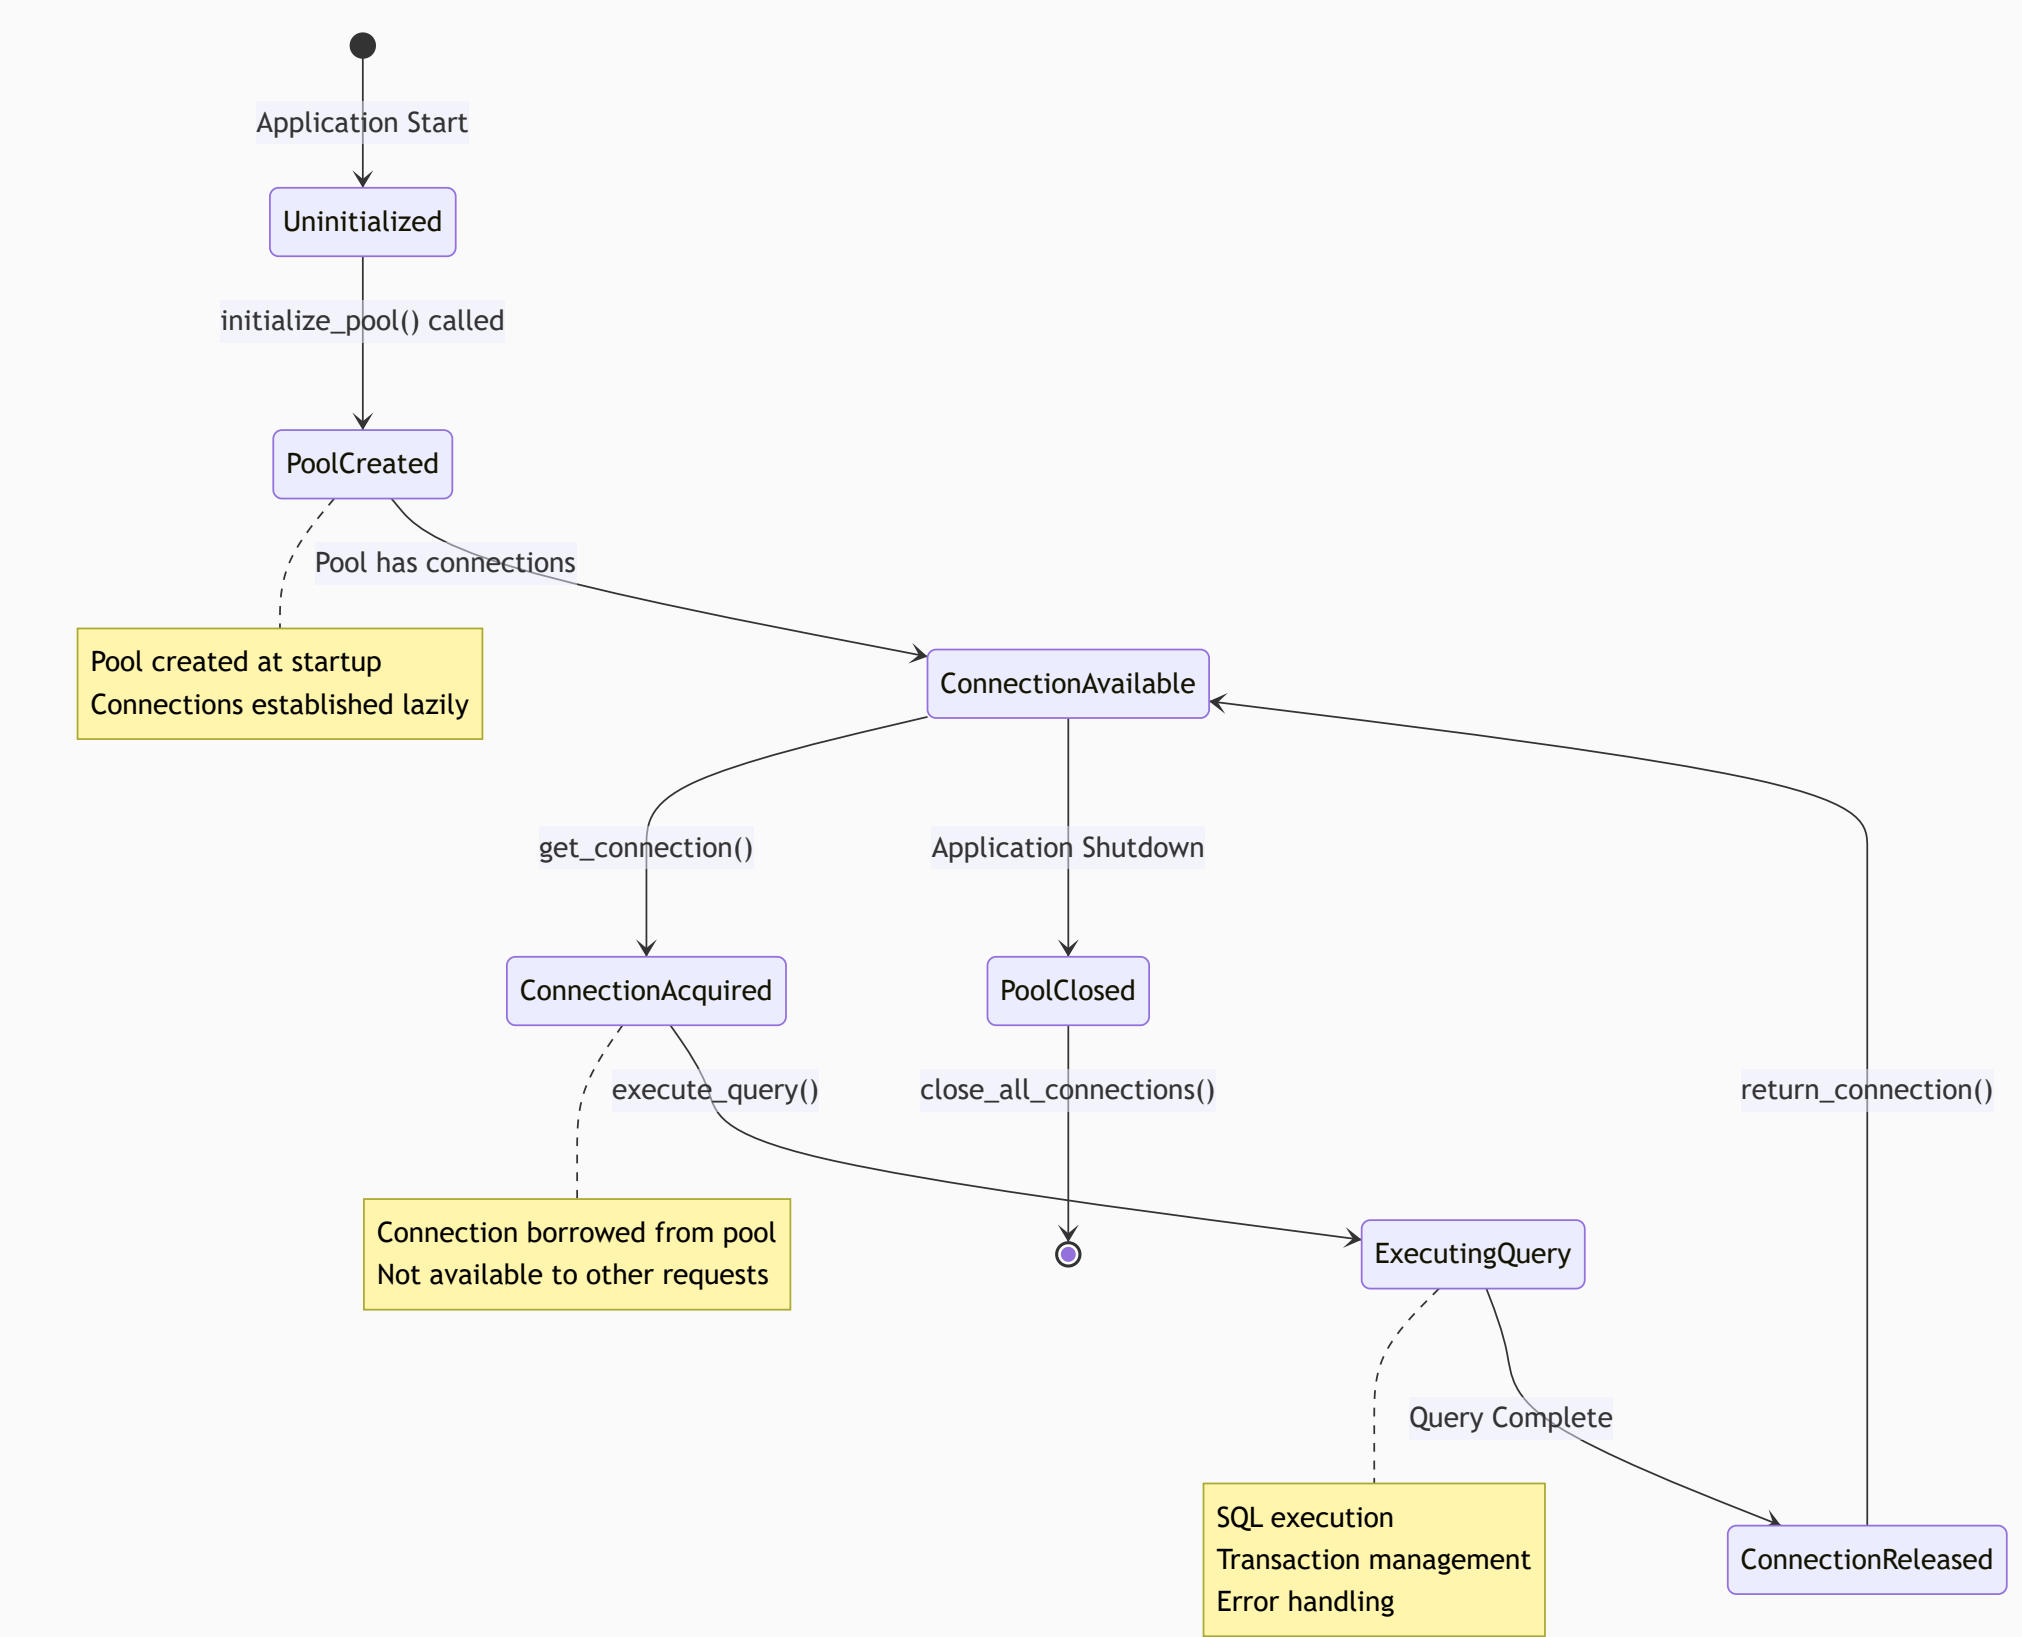 Application Start
Uninitialized
initialize_pool() called
PoolCreated
Pool has connections
Pool created at startup
Connections established lazily
ConnectionAvailable
get_connection()
Application Shutdown
ConnectionAcquired
PoolClosed
execute_query()
close_all_connections()
return_connection()
Connection borrowed from pool
Not available to other requests
ExecutingQuery
Query Complete
SQL execution
Transaction management
Error handling
ConnectionReleased